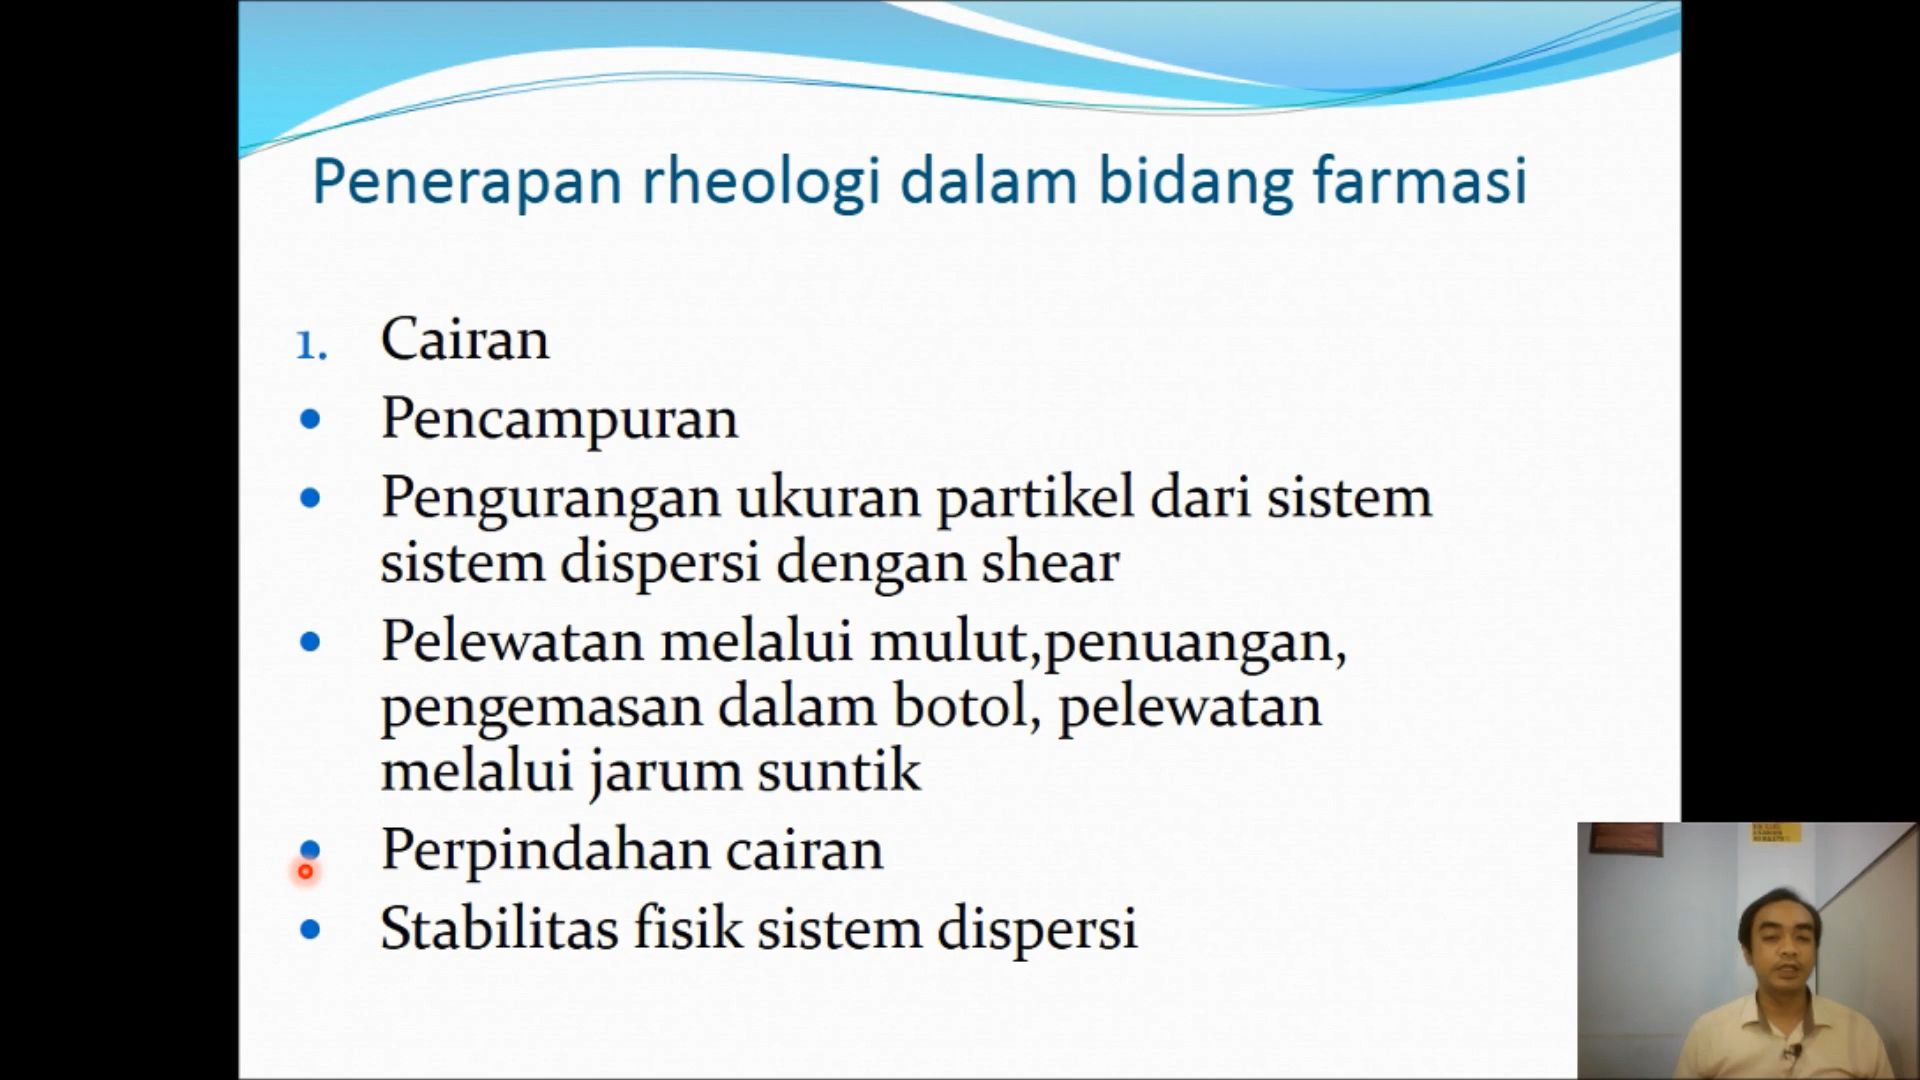 Penerapan rheologi dalam bidang farmasi
1. Cairan
• Pencampuran
• Pengurangan ukuran partikel dari sistem
sistem dispersi dengan shear
• Pelewatan melalui mulut,penuangan,
pengemasan dalam botol, pelewatan
melalui jarum suntik
• Perpindahan cairan
• Stabilitas fisik sistem dispersi